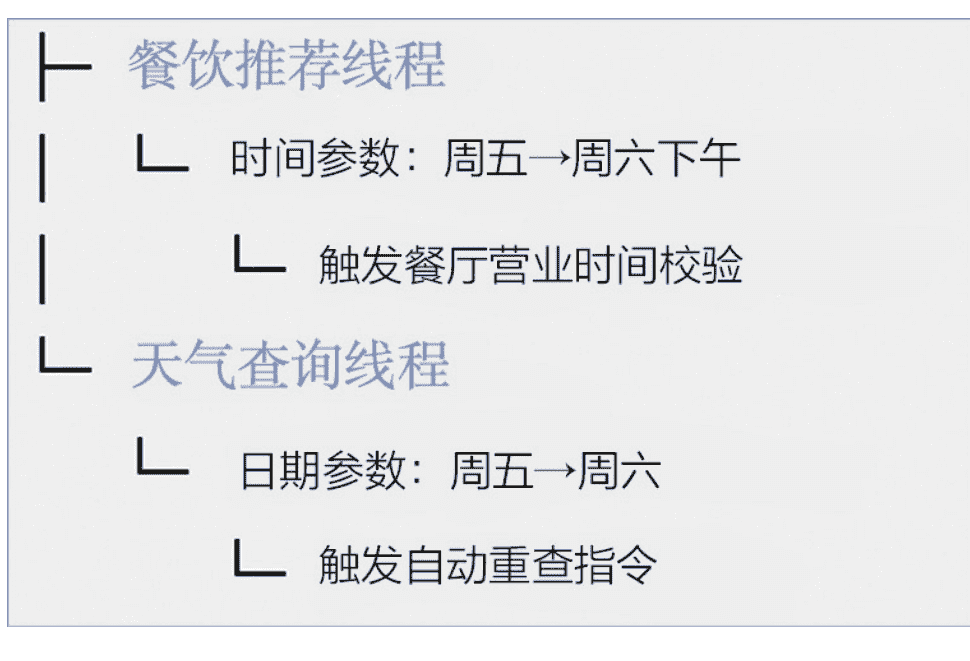 餐饮推荐线程
时间参数：周五→周六下午
触发餐厅营业时间校验
天气查询线程
日期参数：周五→周六
触发自动重查指令